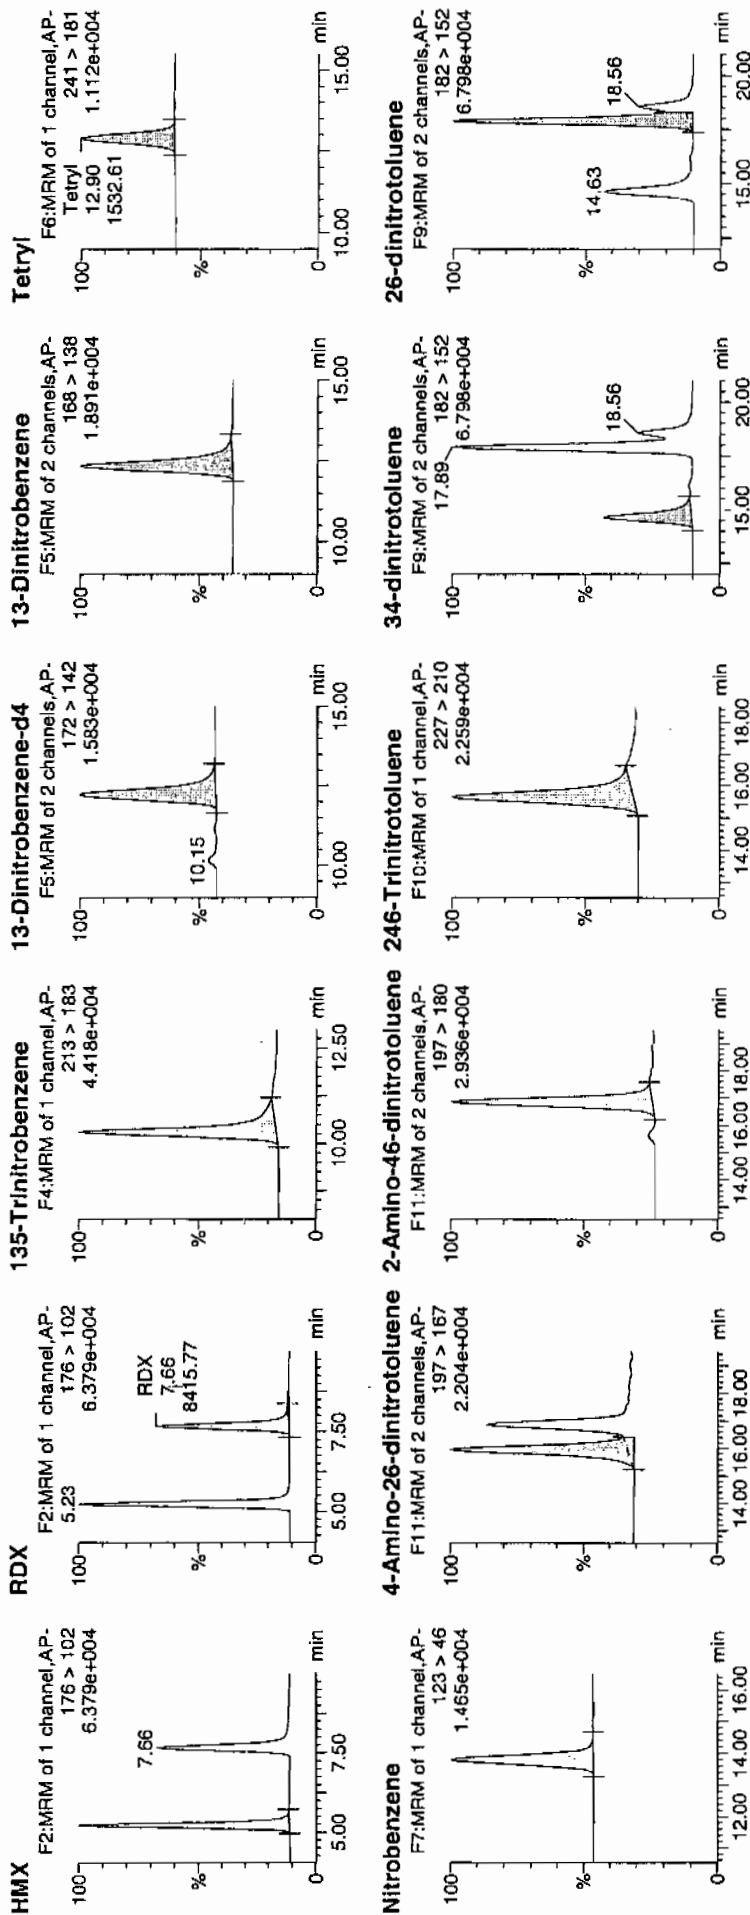 HMX
F2:MRM of 1 channel,AP-
176 > 102
6.379e+004
100
%
0
7.66
5.00
7.50
min
RDX
F2:MRM of 1 channel,AP-
176 > 102
6.379e+004
100
%
0
5.23
RDX
7.66
8415.77
5.00
7.50
min
135-Trinitrobenzene
F4:MRM of 1 channel,AP-
213 > 183
4.418e+004
100
%
0
10.00
12.50
min
13-Dinitrobenzene-d4
F5:MRM of 2 channels,AP-
172 > 142
1.583e+004
100
%
0
10.15
10.00
15.00
min
13-Dinitrobenzene
F5:MRM of 2 channels,AP-
168 > 138
1.891e+004
100
%
0
10.00
15.00
min
Tetryl
F6:MRM of 1 channel,AP-
241 > 181
1.112e+004
Tetryl
12.90
1532.61
100
%
0
10.00
15.00
min
Nitrobenzene
F7:MRM of 1 channel,AP-
123 > 46
1.465e+004
100
%
0
12.00
14.00
16.00
min
4-Amino-26-dinitrotoluene
F11:MRM of 2 channels,AP-
197 > 167
2.204e+004
100
%
0
14.00
16.00
18.00
min
2-Amino-46-dinitrotoluene
F11:MRM of 2 channels,AP-
197 > 180
2.936e+004
100
%
0
14.00
16.00
18.00
min
246-Trinitrotoluene
F10:MRM of 1 channel,AP-
227 > 210
2.259e+004
100
%
0
14.00
16.00
18.00
min
34-dinitrotoluene
F9:MRM of 2 channels,AP-
182 > 152
6.798e+004
100
%
0
17.89
18.56
15.00
20.00
min
26-dinitrotoluene
F9:MRM of 2 channels,AP-
182 > 152
6.798e+004
100
%
0
14.63
18.56
15.00
20.00
min